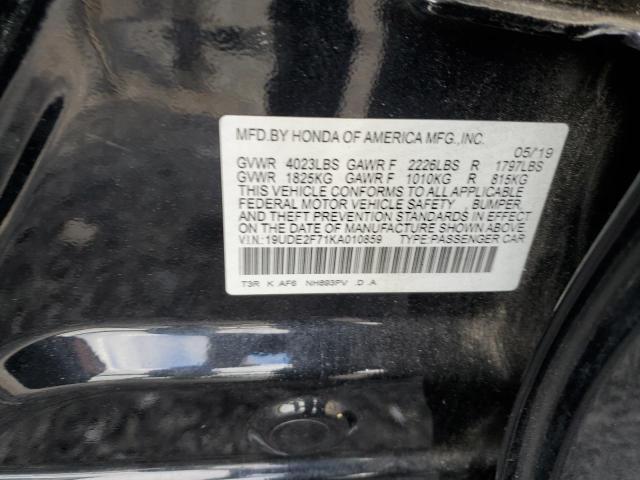 MFD.BY HONDA OF AMERICA MFG.,INC.
05/19
GVWR 4023LBS GAWR F 2226LBS R 1797LBS
GVWR 1825KG GAWR F 1010KG R 815KG
THIS VEHICLE CONFORMS TO ALL APPLICABLE
FEDERAL MOTOR VEHICLE SAFETY , BUMPER,
AND THEFT PREVENTION STANDARDS IN EFFECT
ON THE DATE OF MANUFACTURE SHOWN ABOVE.
V.I.N.:19UDE2F71KA010859 TYPE:PASSENGER CAR
T3R K .AF6 NH893PV .D .A